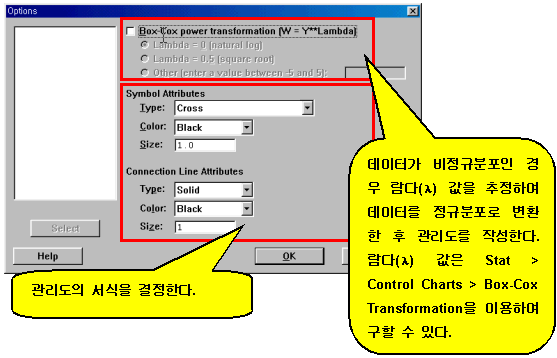 Options
Box-Cox power transformation (W = Y**Lambda)
Lambda = 0 (natural log)
Lambda = 0.5 (square root)
Other (enter a value between -5 and 5):
Symbol Attributes
Type: Cross
Color: Black
Size: 1.0
Connection Line Attributes
Type: Solid
Color: Black
Size: 1
Select
Help
OK
관리도의 서식을 결정한다.
데이터가 비정규분포인 경
우 람다(λ) 값을 추정하여
데이터를 정규분포로 변환
한 후 관리도를 작성한다.
람다(λ) 값은 Stat >
Control Charts > Box-Cox
Transformation을 이용하여
구할 수 있다.